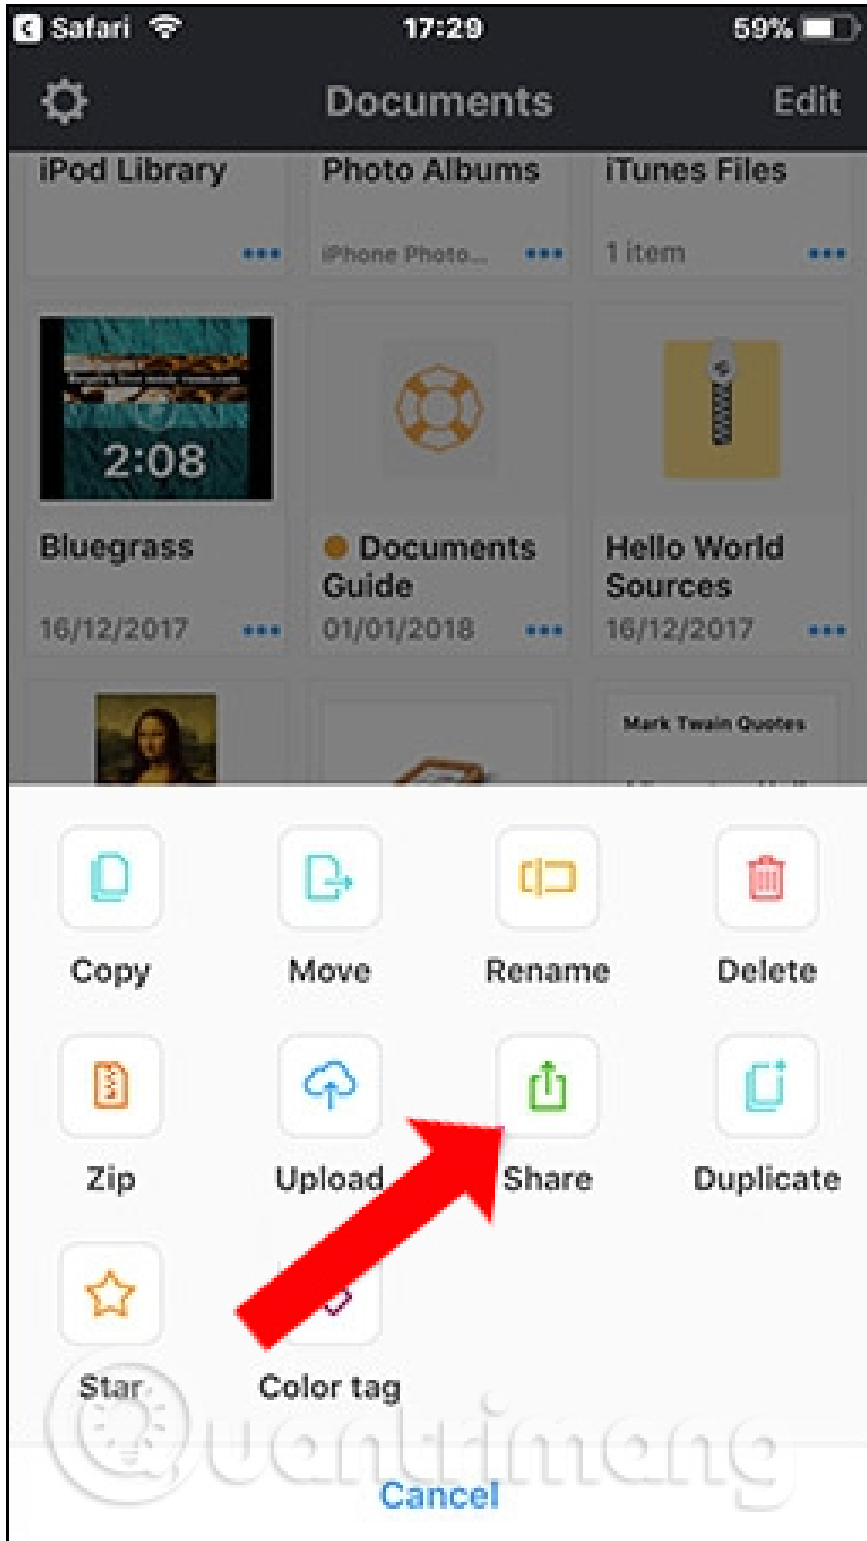 Safari 17:29 59%
Documents Edit
iPod Library Photo Albums iTunes Files
iPhone Photo... 1 item
2:08
Bluegrass Documents Guide Hello World Sources
16/12/2017 01/01/2018 16/12/2017
Mark Twain Quotes
Copy Move Rename Delete
Zip Upload Share Duplicate
Star Color tag
Quantrimang
Cancel